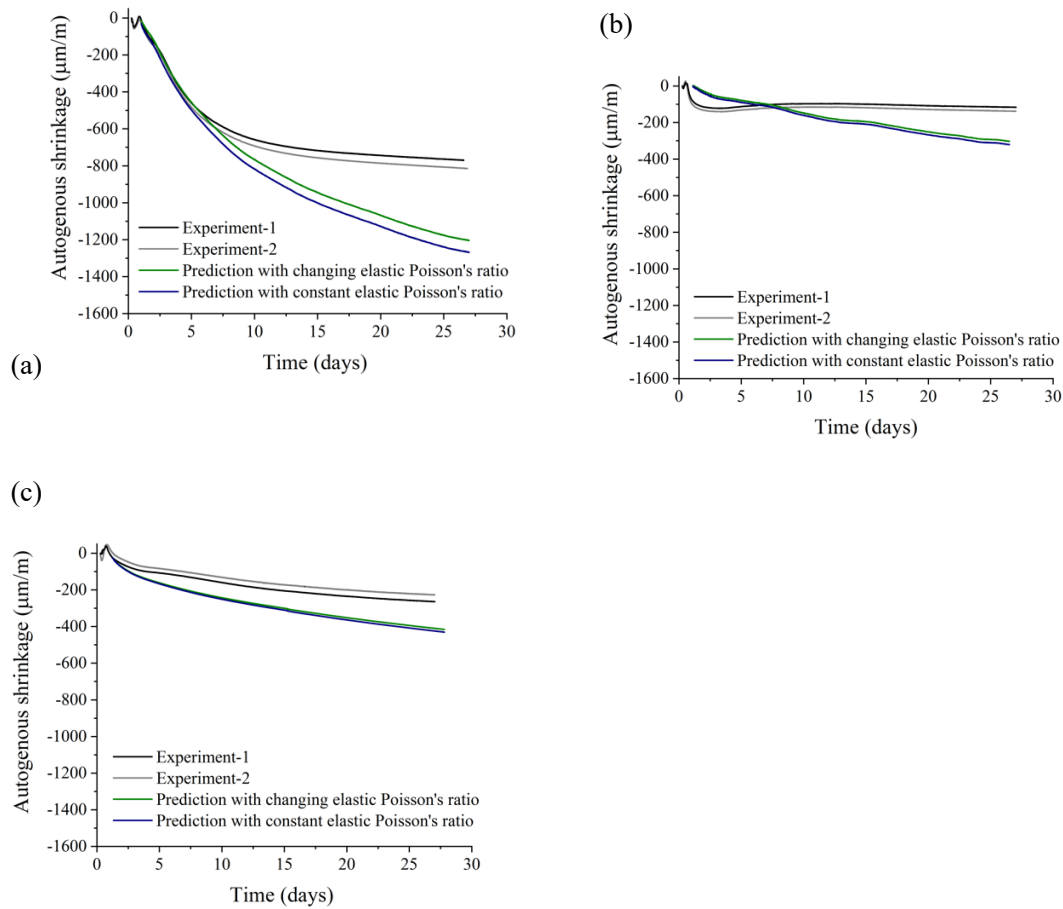 0
-200
-400
-600
-800
-1000
-1200
-1400
-1600
Autogenous shrinkage (μm/m)
Experiment-1
Experiment-2
Prediction with changing elastic Poisson's ratio
Prediction with constant elastic Poisson's ratio
0 5 10 15 20 25 30
Time (days)
(a)
(b)
0
-200
-400
-600
-800
-1000
-1200
-1400
-1600
Autogenous shrinkage (μm/m)
Experiment-1
Experiment-2
Prediction with changing elastic Poisson's ratio
Prediction with constant elastic Poisson's ratio
0 5 10 15 20 25 30
Time (days)
(c)
0
-200
-400
-600
-800
-1000
-1200
-1400
-1600
Autogenous shrinkage (μm/m)
Experiment-1
Experiment-2
Prediction with changing elastic Poisson's ratio
Prediction with constant elastic Poisson's ratio
0 5 10 15 20 25 30
Time (days)